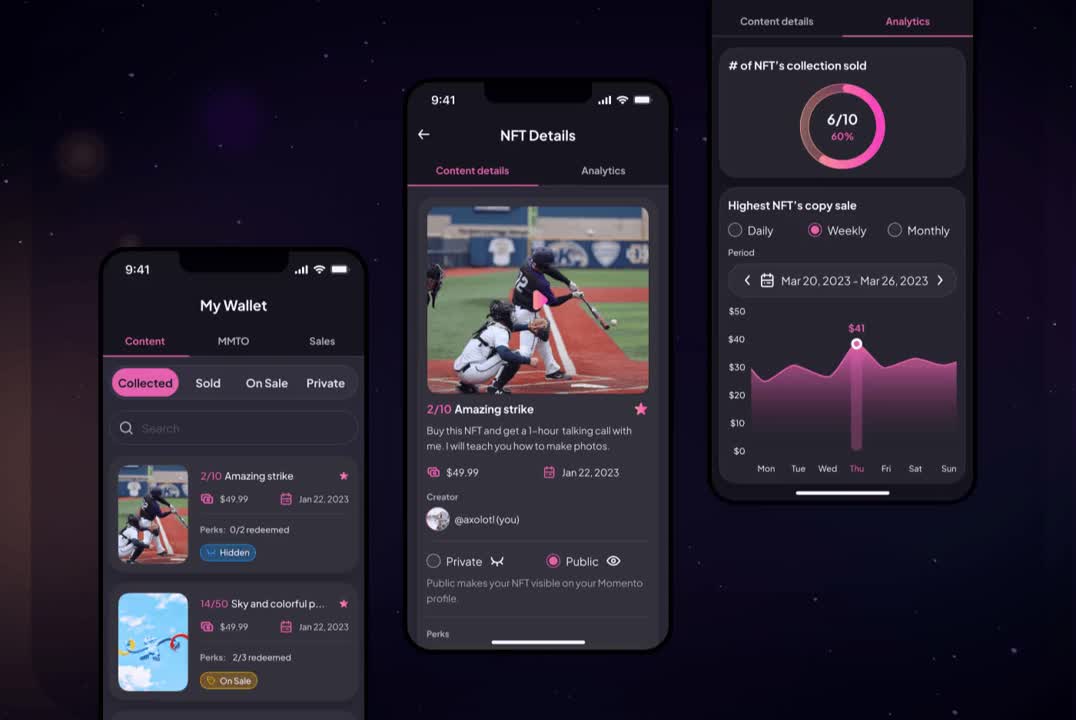 9:41
My Wallet
Content MMTO Sales
Collected Sold On Sale Private
Search
2/10 Amazing strike
$49.99 Jan 22, 2023
Perks: 0/2 redeemed
Hidden
14/50 Sky and colorful p...
$49.99 Jan 22, 2023
Perks: 2/3 redeemed
On Sale
9:41
NFT Details
Content details Analytics
2/10 Amazing strike
Buy this NFT and get a 1-hour talking call with
me. I will teach you how to make photos.
$49.99 Jan 22, 2023
Creator
@axolotl (you)
Private Public
Public makes your NFT visible on your Momento
profile.
Perks
Content details Analytics
# of NFT's collection sold
6/10
60%
Highest NFT's copy sale
Daily Weekly Monthly
Period
Mar 20, 2023 - Mar 26, 2023
$50
$41
$40
$30
$20
$10
$0
Mon Tue Wed Thu Fri Sat Sun